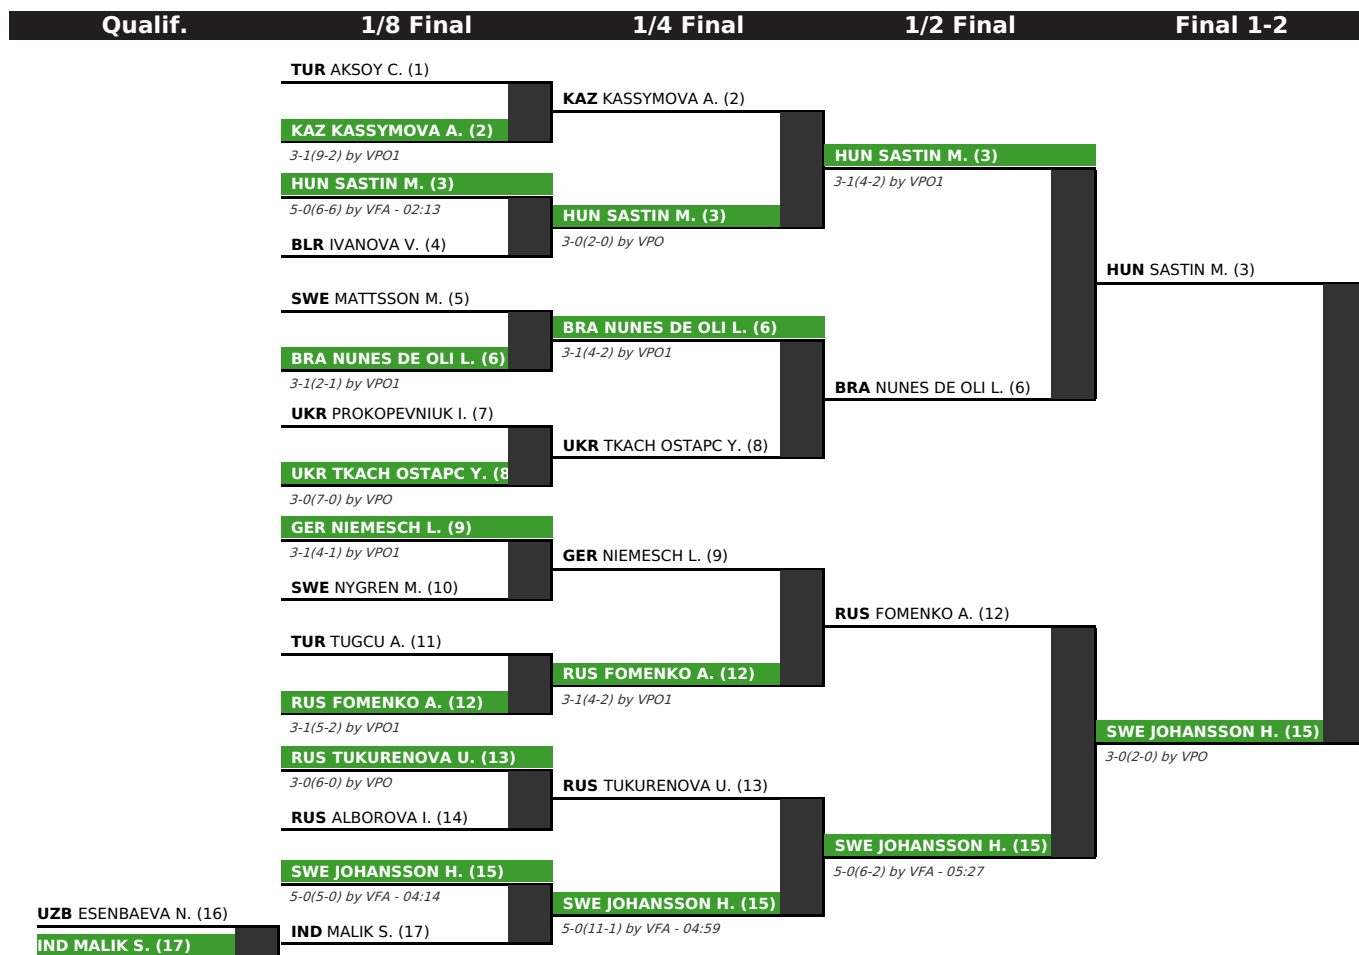 Qualif.
1/8 Final
1/4 Final
1/2 Final
Final 1-2
TUR AKSOY C. (1)
KAZ KASSYMOVA A. (2)
3-1(9-2) by VPO1
HUN SASTIN M. (3)
5-0(6-6) by VFA - 02:13
BLR IVANOVA V. (4)
SWE MATTSSON M. (5)
BRA NUNES DE OLI L. (6)
3-1(2-1) by VPO1
UKR PROKOPEVNIUK I. (7)
UKR TKACH OSTAPC Y. (8
3-0(7-0) by VPO
GER NIEMESCH L. (9)
3-1(4-1) by VPO1
SWE NYGREN M. (10)
TUR TUGCU A. (11)
RUS FOMENKO A. (12)
3-1(5-2) by VPO1
RUS TUKURENOVA U. (13)
3-0(6-0) by VPO
RUS ALBOROVA I. (14)
SWE JOHANSSON H. (15)
5-0(5-0) by VFA - 04:14
IND MALIK S. (17)
UZB ESENBAEVA N. (16)
IND MALIK S. (17)
KAZ KASSYMOVA A. (2)
HUN SASTIN M. (3)
3-0(2-0) by VPO
BRA NUNES DE OLI L. (6)
3-1(4-2) by VPO1
UKR TKACH OSTAPC Y. (8)
GER NIEMESCH L. (9)
RUS FOMENKO A. (12)
3-1(4-2) by VPO1
RUS TUKURENOVA U. (13)
SWE JOHANSSON H. (15)
5-0(11-1) by VFA - 04:59
HUN SASTIN M. (3)
3-1(4-2) by VPO1
BRA NUNES DE OLI L. (6)
RUS FOMENKO A. (12)
SWE JOHANSSON H. (15)
5-0(6-2) by VFA - 05:27
HUN SASTIN M. (3)
SWE JOHANSSON H. (15)
3-0(2-0) by VPO